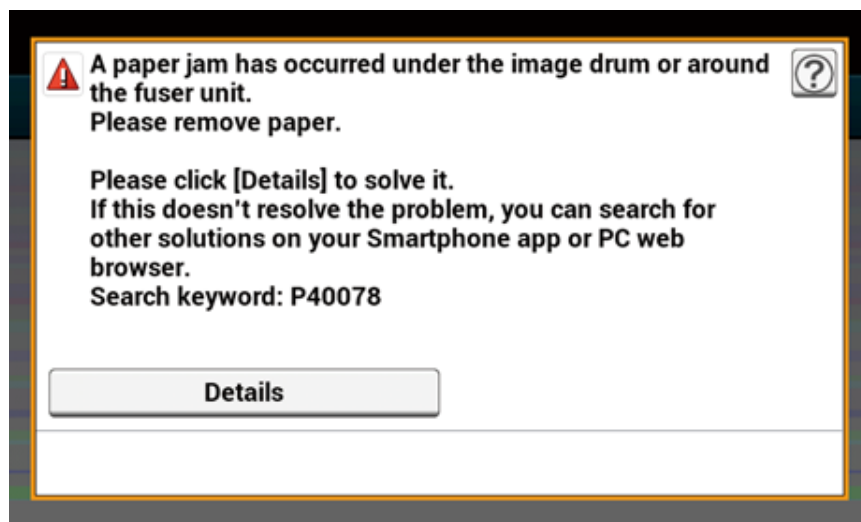 A paper jam has occurred under the image drum or around
the fuser unit.
Please remove paper.
Please click [Details] to solve it.
If this doesn't resolve the problem, you can search for
other solutions on your Smartphone app or PC web
browser.
Search keyword: P40078
Details